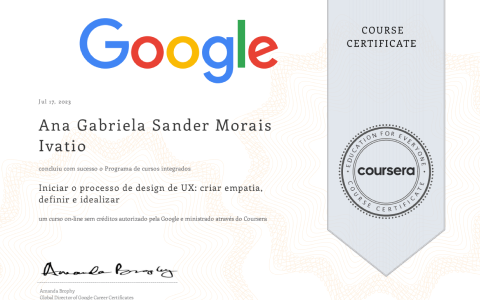 Google
COURSE
CERTIFICATE
Jul 17, 2023
Ana Gabriela Sander Morais
Ivatio
concluiu com sucesso o Programa de cursos integrados
Iniciar o processo de design de UX: criar empatia,
definir e idealizar
um curso on-line sem créditos autorizado pela Google e ministrado através do Coursera
EDUCATION FOR EVERYONE
coursera
COURSE CERTIFICATE
Amanda Brophy
Amanda Brophy
Global Director of Google Career Certificates